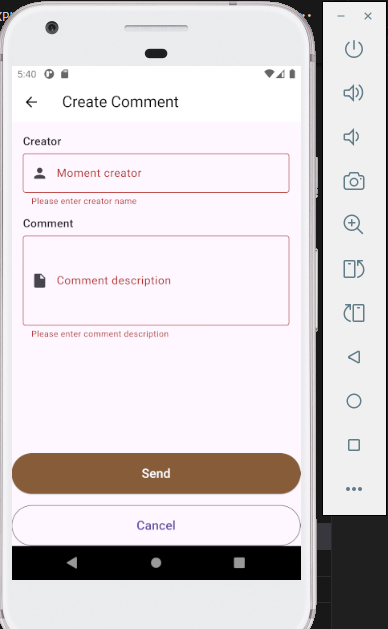 5:40
Create Comment
Creator
Moment creator
Please enter creator name
Comment
Comment description
Please enter comment description
Send
Cancel